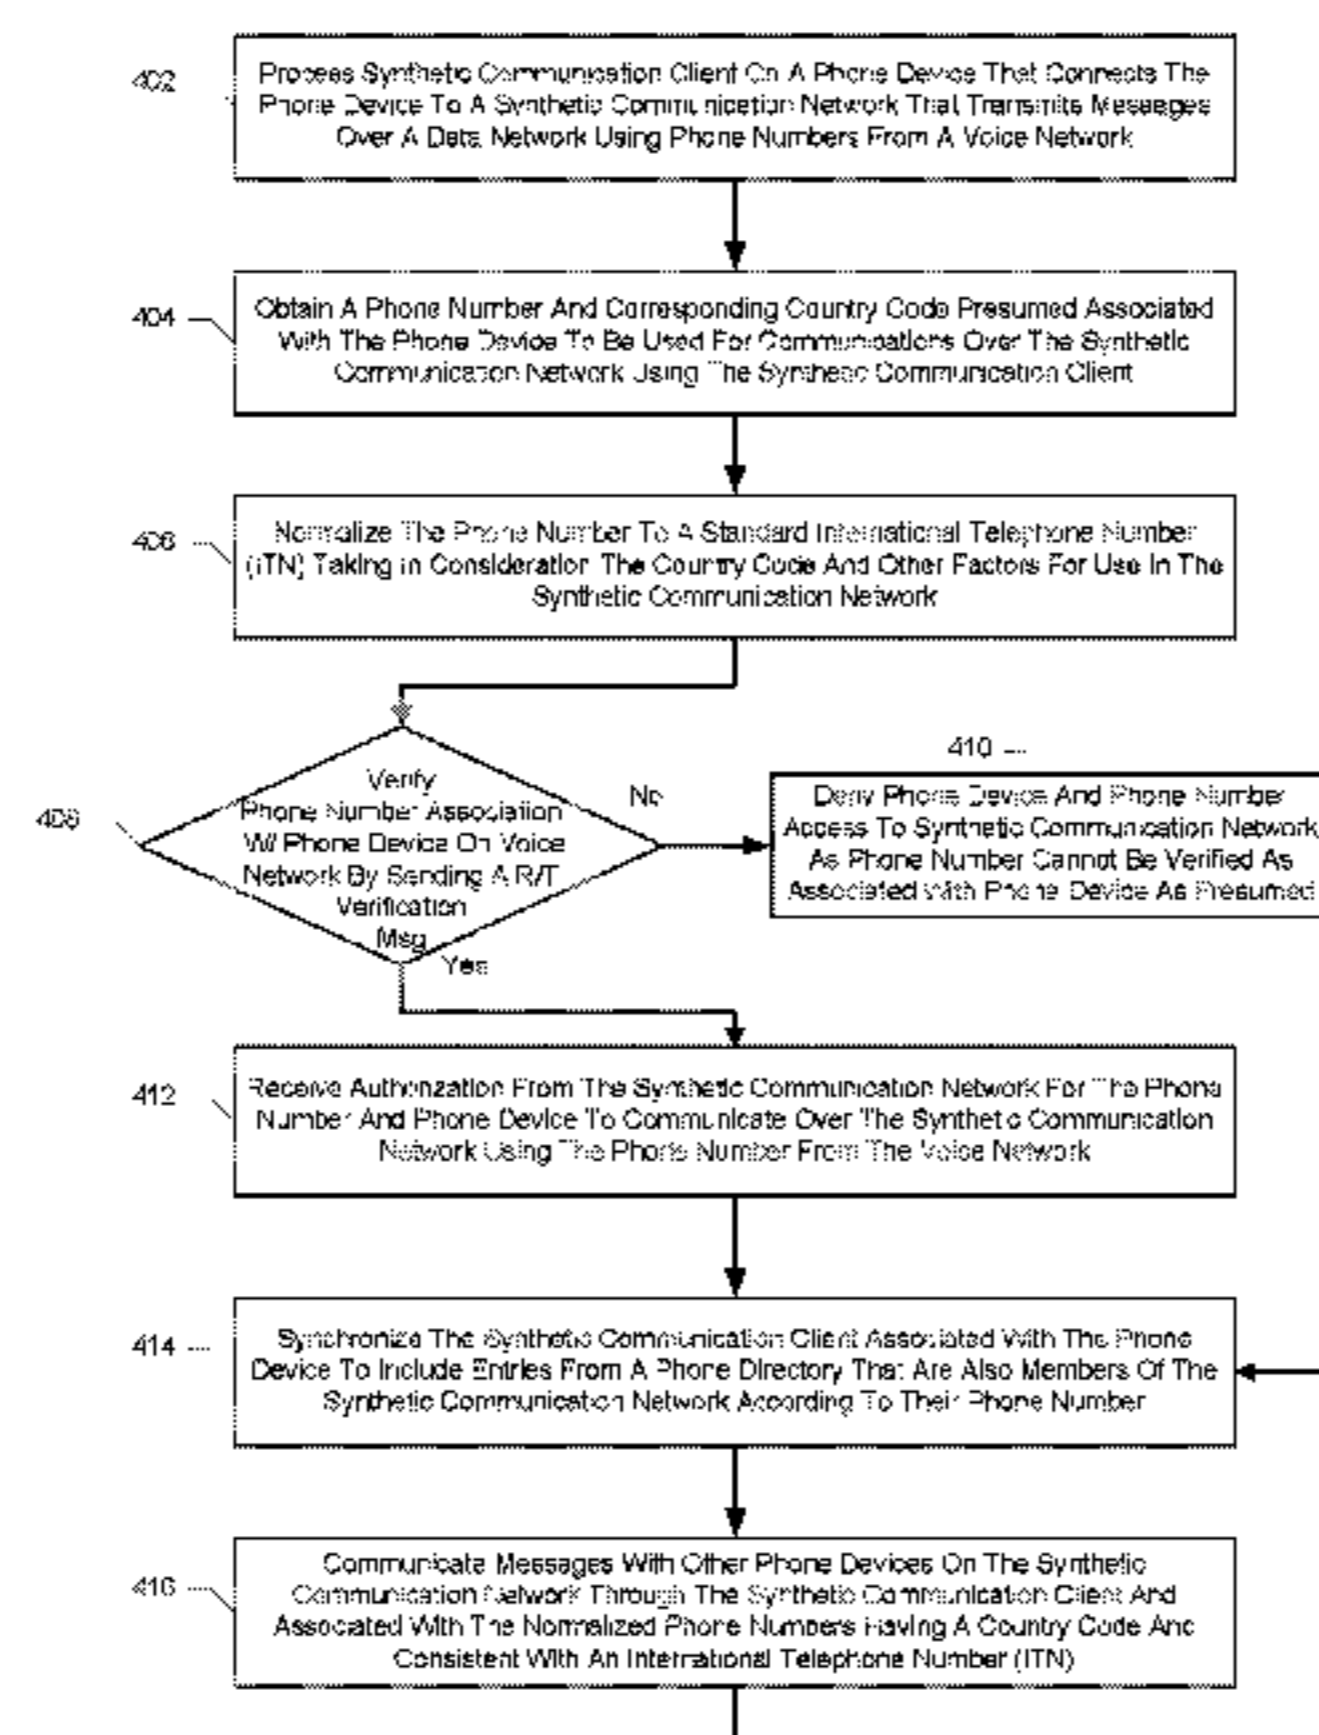 402
Process Synthetic Communication Client On A Phone Device That Connects The
Phone Device To A Synthetic Communication Network That Transmits Messages
Over A Data Network Using Phone Numbers From A Voice Network
404
Obtain A Phone Number And Corresponding Country Code Presumed Associated
With The Phone Device To Be Used For Communications Over The Synthetic
Communication Network Using The Synthetic Communication Client
406
Normalize The Phone Number To A Standard International Telephone Number
(ITN) Taking in Consideration The Country Code And Other Factors For Use In The
Synthetic Communication Network
408
Verify
Phone Number Association
W/ Phone Device On Voice
Network By Sending A R/T
Verification
Msg
No
Yes
410
Deny Phone Device And Phone Number
Access To Synthetic Communication Network
As Phone Number Cannot Be Verified As
Associated With Phone Device As Presumed
412
Receive Authorization From The Synthetic Communication Network For The Phone
Number And Phone Device To Communicate Over The Synthetic Communication
Network Using The Phone Number From The Voice Network
414
Synchronize The Synthetic Communication Client Associated With The Phone
Device To Include Entries From A Phone Directory That Are Also Members Of The
Synthetic Communication Network According To Their Phone Number
416
Communicate Messages With Other Phone Devices On The Synthetic
Communication Network Through The Synthetic Communication Client And
Associated With The Normalized Phone Numbers Having A Country Code And
Consistent With An International Telephone Number (ITN)